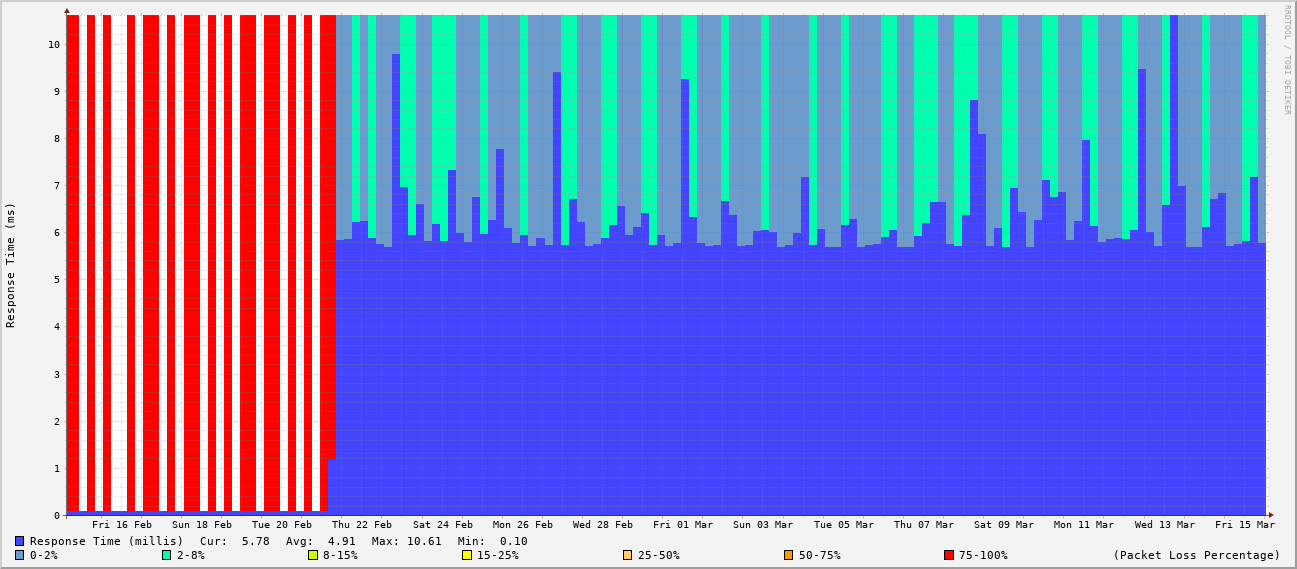 RRDTOOL / TOBI OETIKER
Response Time (ms)
10
9
8
7
6
5
4
3
2
1
0
Fri 16 Feb Sun 18 Feb Tue 20 Feb Thu 22 Feb Sat 24 Feb Mon 26 Feb Wed 28 Feb Fri 01 Mar Sun 03 Mar Tue 05 Mar Thu 07 Mar Sat 09 Mar Mon 11 Mar Wed 13 Mar Fri 15 Mar
Response Time (millis) Cur: 5.78 Avg: 4.91 Max: 10.61 Min: 0.10
0-2% 2-8% 8-15% 15-25% 25-50% 50-75% 75-100% (Packet Loss Percentage)